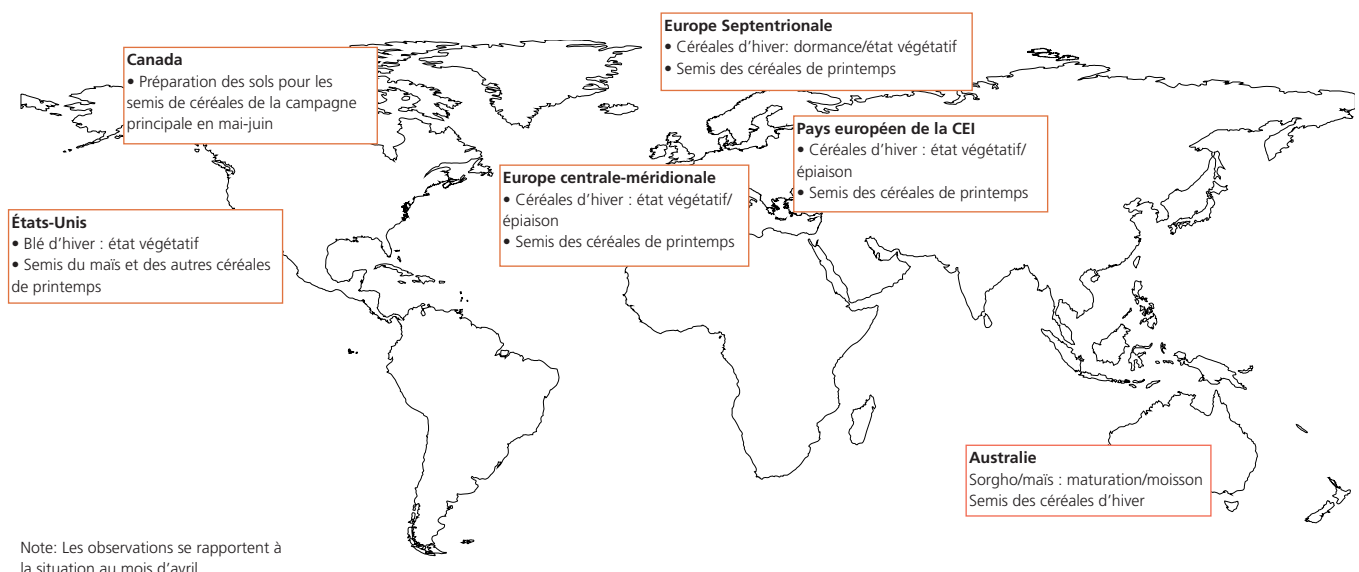 Europe Septentrionale
• Céréales d'hiver: dormance/état végétatif
• Semis des céréales de printemps
Canada
• Préparation des sols pour les
semis de céréales de la campagne
principale en mai-juin
Pays européen de la CEI
• Céréales d'hiver : état végétatif/
épiaison
• Semis des céréales de printemps
Europe centrale-méridionale
• Céréales d'hiver : état végétatif/
épiaison
• Semis des céréales de printemps
États-Unis
• Blé d'hiver : état végétatif
• Semis du maïs et des autres céréales
de printemps
Australie
Sorgho/maïs : maturation/moisson
Semis des céréales d'hiver
Note: Les observations se rapportent à
la situation au mois d'avril